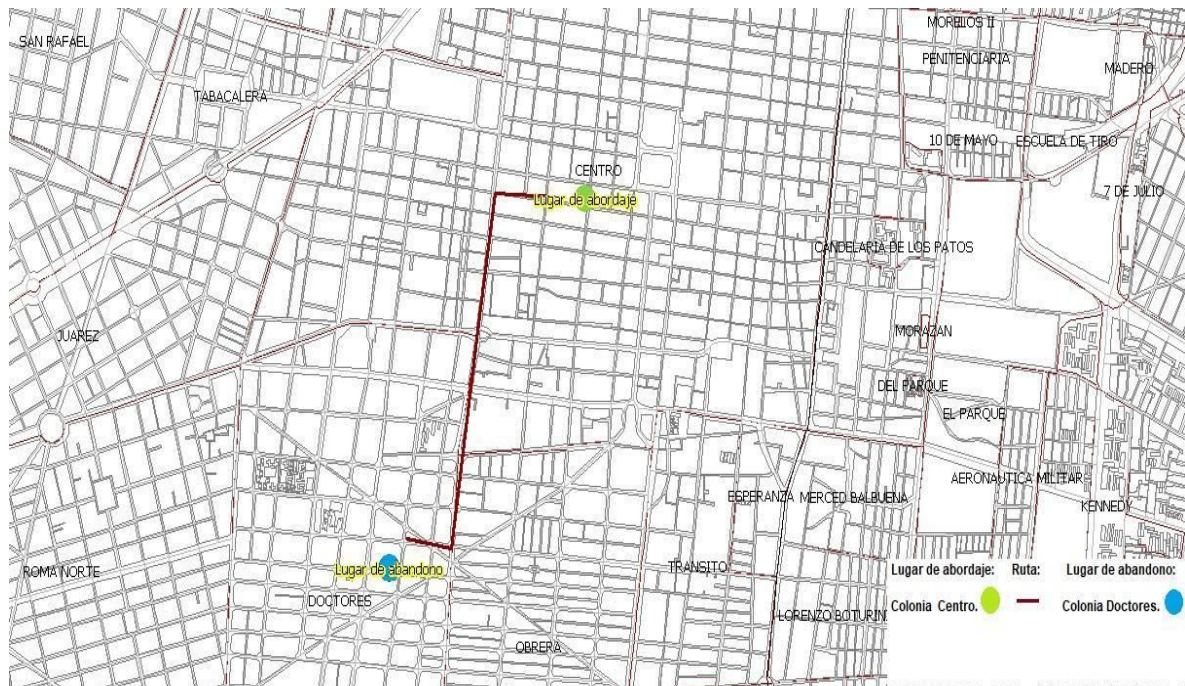 MORELOS II
SAN RAFAEL
PENITENCIARIA
MADERO
TABACALERA
10 DE MAYO
ESCUELA DE TIRO
CENTRO
7 DE JULIO
Lugar de abordaje
CANDELARIA DE LOS PATOS
JUAREZ
MORAZAN
DEL PARQUE
EL PARQUE
AERONAUTICA MILITAR
ESPERANZA
MERCED BALBUENA
KENNEDY
ROMA NORTE
Lugar de abandono
TRANSITO
DOCTORES
LORENZO BOTURIN
OBRERA
Lugar de abordaje: Ruta: Lugar de abandono:
Colonia Centro. Colonia Doctores.